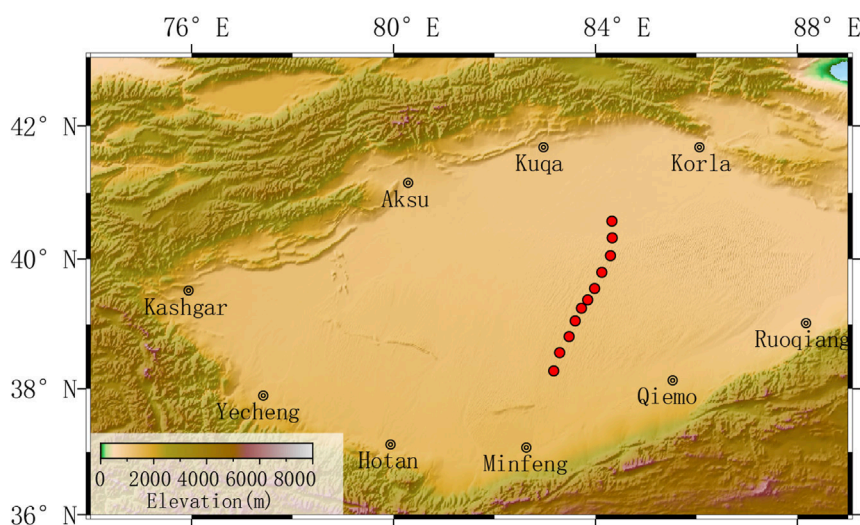 76° E 80° E 84° E 88° E
42° N
Kuqa Korla
Aksu
40° N
Kashgar
Ruoqiang
38° N
Qiemo
Yecheng
Hotan Minfeng
0 2000 4000 6000 8000
Elevation(m)
36° N